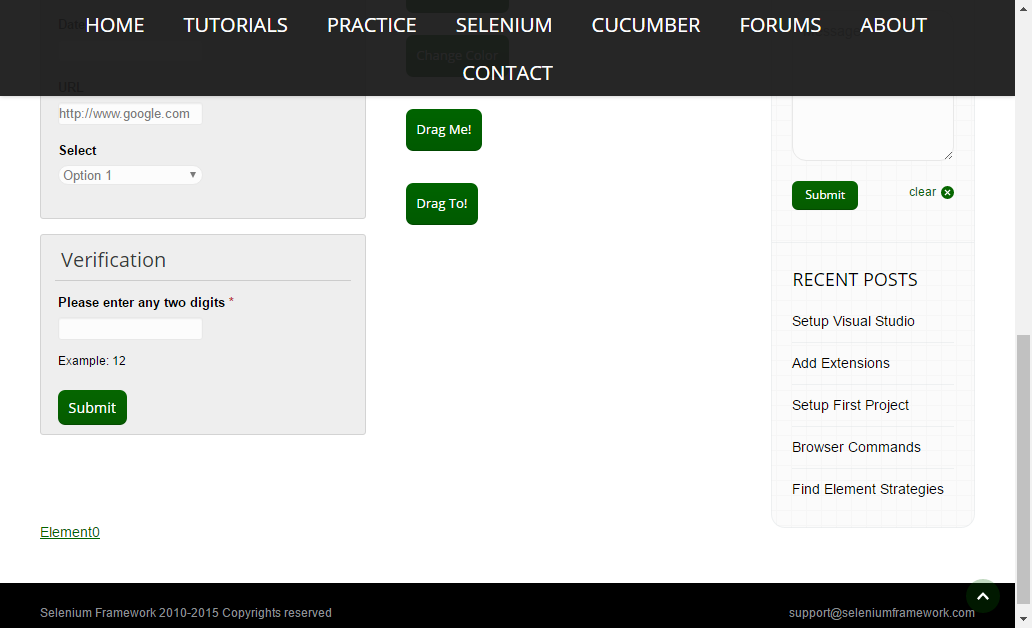 HOME TUTORIALS PRACTICE SELENIUM CUCUMBER FORUMS ABOUT
CONTACT
Change Color
URL
http://www.google.com
Select
Option 1
Verification
Please enter any two digits *
Example: 12
Submit
Element0
Drag Me!
Drag To!
Submit
clear
RECENT POSTS
Setup Visual Studio
Add Extensions
Setup First Project
Browser Commands
Find Element Strategies
Selenium Framework 2010-2015 Copyrights reserved
support@seleniumframework.com